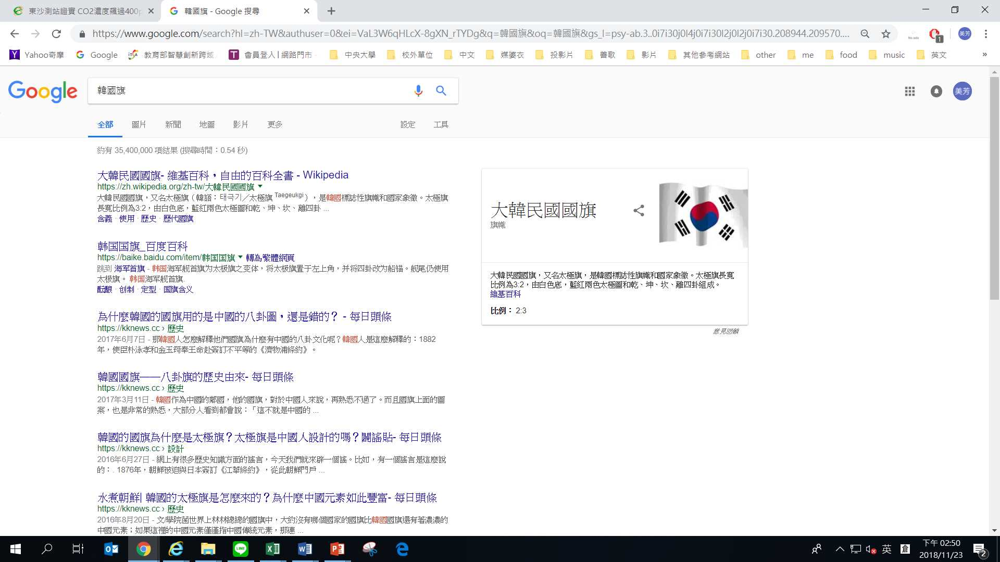 東沙測站證實 CO2濃度飆過400p
韓國旗 - Google 搜尋
https://www.google.com/search?hl=zh-TW&authuser=0&ei=VaL3W6qHLcX-8gXN_rTYDg&q=韓國旗&oq=韓國旗&gs_l=psy-ab.3..0i7i30j0l4j0i7i30l2j0l2j0i7i30.208944.209570....
1
美芳
Yahoo奇摩
Google
教育部智慧創新跨域
會員登入 | 網路門市
中央大學
校外單位
中文
媒婆衣
投影片
善歌
影片
其他參考網站
other
me
food
music
英文
»
Google
韓國旗
美芳
全部 圖片 新聞 地圖 影片 更多 設定 工具
約有 35,400,000 項結果 (搜尋時間：0.54 秒)
大韓民國國旗- 維基百科，自由的百科全書 - Wikipedia
https://zh.wikipedia.org/zh-tw/大韓民國國旗
大韓民國國旗，又名太極旗（韓語：태극기／太極旗 Taegeukgi），是韓國標誌性旗幟和國家象徵。太極旗
長寬比例為3:2，由白色底，藍紅兩色太極圖和乾、坤、坎、離四卦 ...
含義 · 使用 · 歷史 · 歷代國旗
韩国国旗_百度百科
https://baike.baidu.com/item/韩国国旗 轉為繁體網頁
跳到 海军首旗 - 韩国海军舰首旗为太极旗之变体，将太极旗置于左上角，并将四卦改为船锚。舰尾仍使用
太极旗。 韩国海军舰首旗.
酝酿 · 创制 · 定型 · 国旗含义
為什麼韓國的國旗用的是中國的八卦圖，還是錯的？ - 每日頭條
https://kknews.cc › 歷史
2017年6月7日 - 那韓國人怎麼解釋他們國旗為什麼有中國的八卦文化呢？韓國人是這麼解釋的：1882
年，使臣朴泳孝和金玉筠奉王命赴簽訂不平等的《濟物浦條約》。
韓國國旗——八卦旗的歷史由來- 每日頭條
https://kknews.cc › 歷史
2017年3月11日 - 韓國作為中國的鄰國，他的國旗，對於中國人來說，再熟悉不過了。而且國旗上面的圖
案，也是非常的熟悉，大部分人看到都會說：「這不就是中國的 ...
韓國的國旗為什麼是太極旗？太極旗是中國人設計的嗎？闢謠貼- 每日頭條
https://kknews.cc › 設計
2016年6月27日 - 網上有很多歷史知識方面的謠言，今天我們就來辟一個謠。比如，有一個謠言是這麼說
的：. 1876年，朝鮮被迫與日本簽訂《江華條約》，從此朝鮮門戶 ...
水煮朝鮮| 韓國的太極旗是怎麼來的？為什麼中國元素如此豐富- 每日頭條
https://kknews.cc › 歷史
2016年8月20日 - 文/學院菌世界上林林總總的國旗中，大約沒有哪個國家的國旗比韓國國旗還有著濃濃的
中國元素；如果這裡的中國元素僅僅指中國傳統元素，那連 ...
大韓民國國旗
旗幟
大韓民國國旗，又名太極旗，是韓國標誌性旗幟和國家象徵。太極旗長寬
比例為3:2，由白色底，藍紅兩色太極圖和乾、坤、坎、離四卦組成。
維基百科
比例： 2:3
意見回饋
LINE
英
倉
下午 02:50
2018/11/23
2